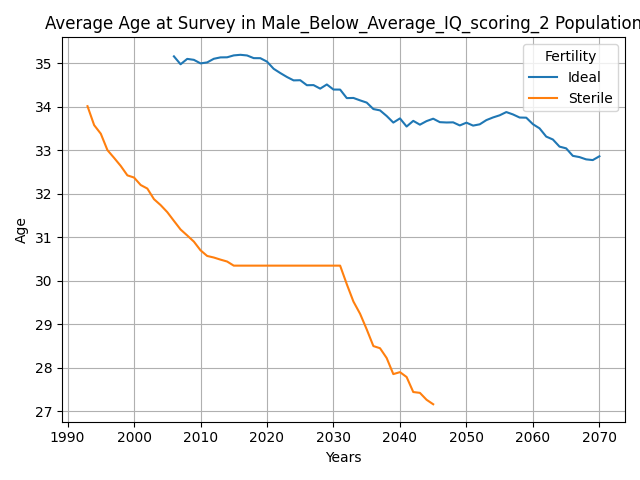 Average Age at Survey in Male_Below_Average_IQ_scoring_2 Population
Fertility
Ideal
Sterile
Age
35
34
33
32
31
30
29
28
27
1990 2000 2010 2020 2030 2040 2050 2060 2070
Years